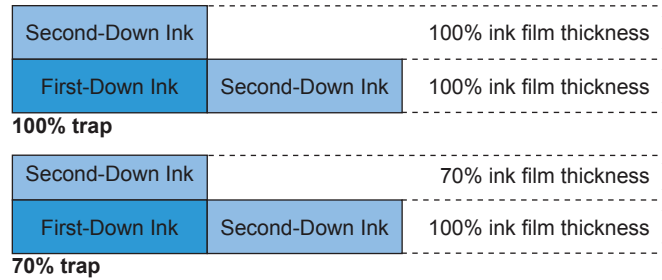 Second-Down Ink 100% ink film thickness
First-Down Ink Second-Down Ink 100% ink film thickness
100% trap
Second-Down Ink 70% ink film thickness
First-Down Ink Second-Down Ink 100% ink film thickness
70% trap